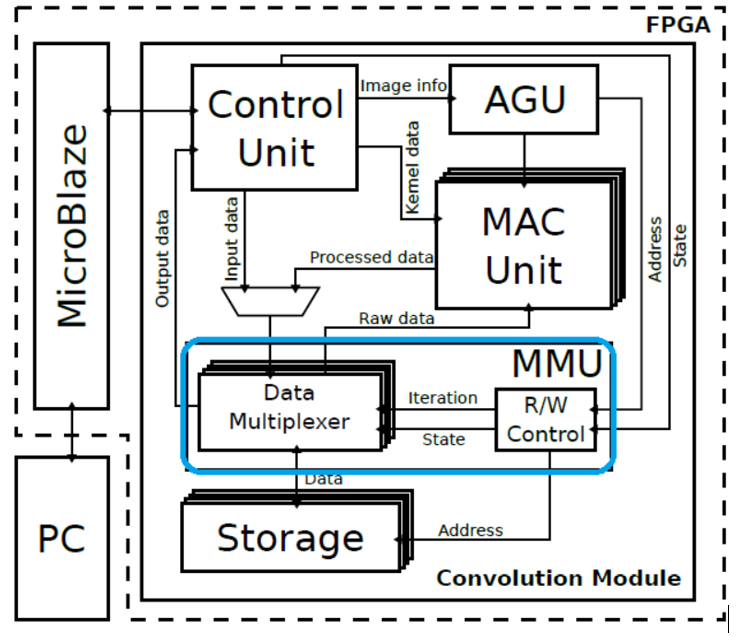 FPGA
MicroBlaze
Control
Unit
Image info
AGU
Kernel data
MAC
Unit
Address
State
Output data
Input data
Processed data
Raw data
MMU
Data
Multiplexer
Iteration
State
R/W
Control
Data
Storage
Address
Convolution Module
PC